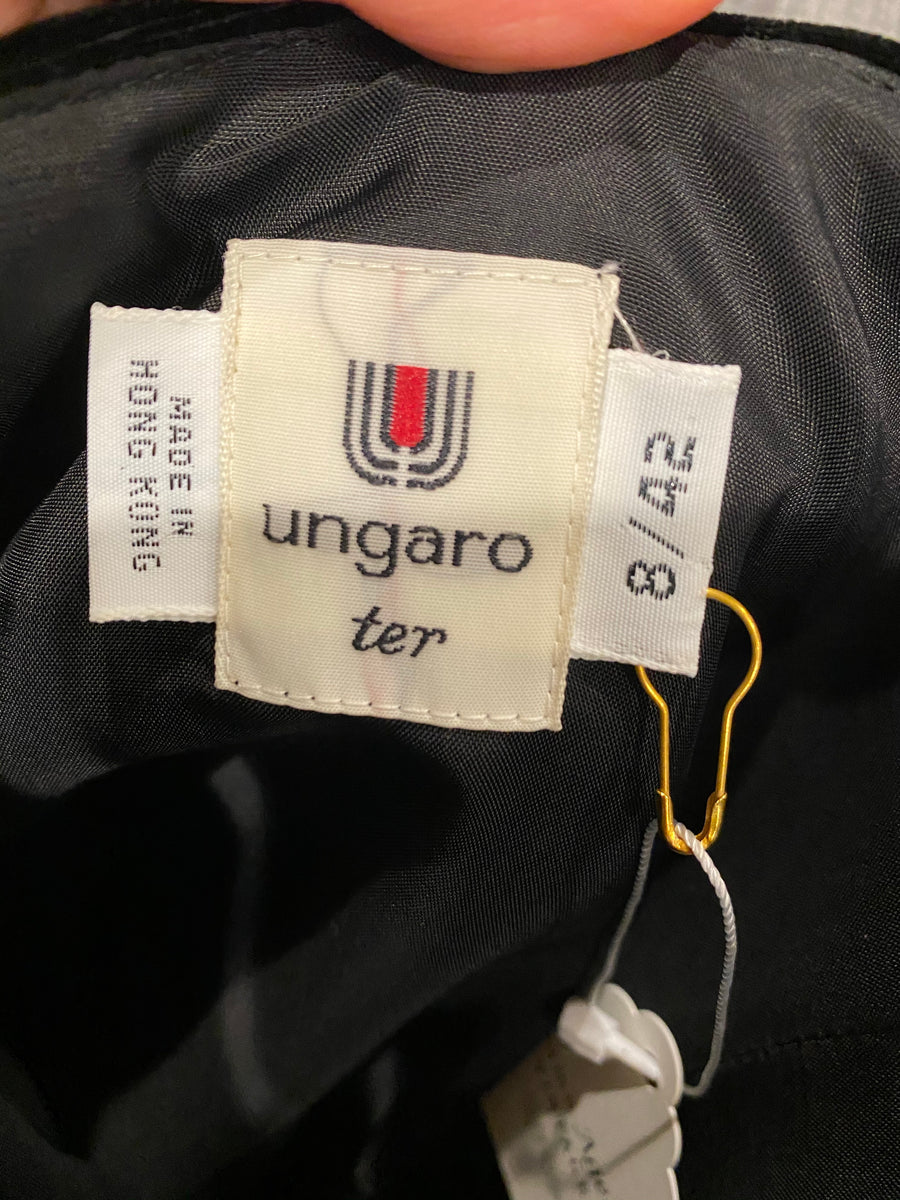 MADE IN
HONG KONG
ungaro
ter
8/42